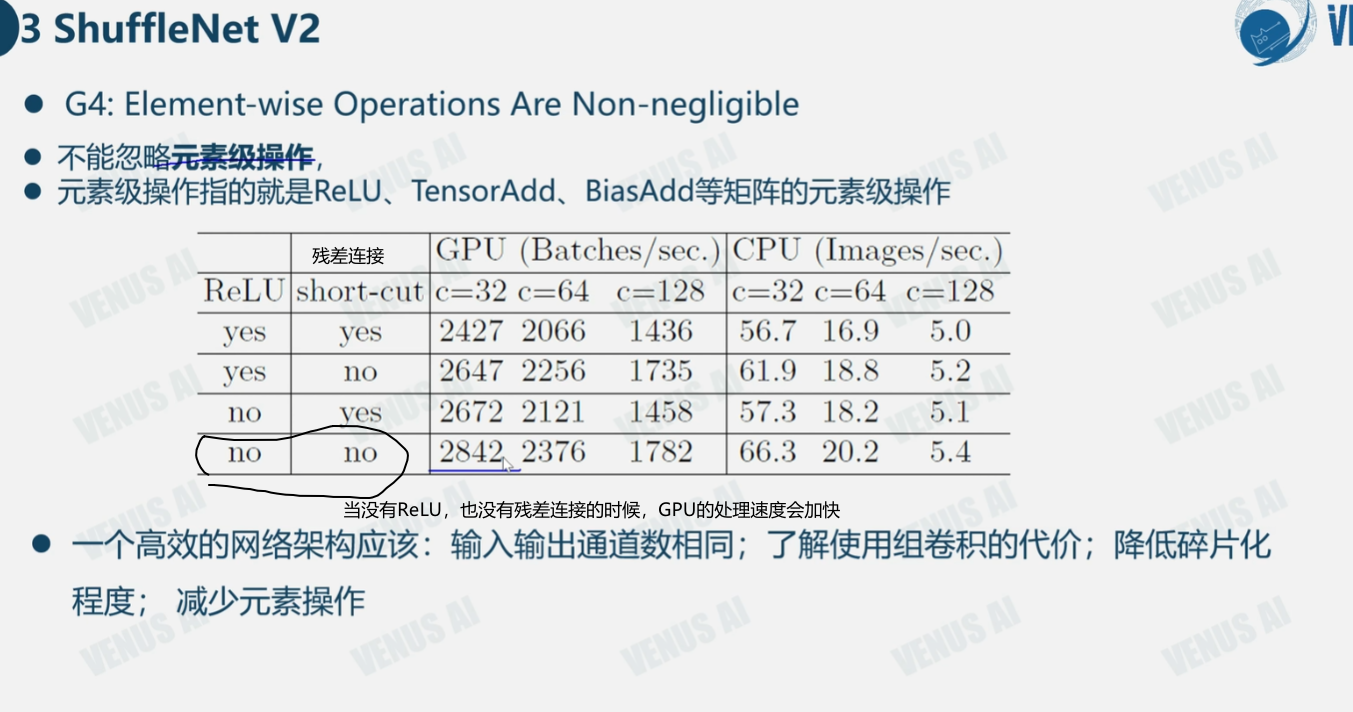 3 ShuffleNet V2
● G4: Element-wise Operations Are Non-negligible
● 不能忽略元素级操作,
● 元素级操作指的就是ReLU、TensorAdd、BiasAdd等矩阵的元素级操作
残差连接 GPU (Batches/sec.) CPU (Images/sec.)
ReLU short-cut c=32 c=64 c=128 c=32 c=64 c=128
yes yes 2427 2066 1436 56.7 16.9 5.0
yes no 2647 2256 1735 61.9 18.8 5.2
no yes 2672 2121 1458 57.3 18.2 5.1
no no 2842 2376 1782 66.3 20.2 5.4
当没有ReLU，也没有残差连接的时候，GPU的处理速度会加快
● 一个高效的网络架构应该：输入输出通道数相同；了解使用组卷积的代价；降低碎片化
程度； 减少元素操作
VENUS AI